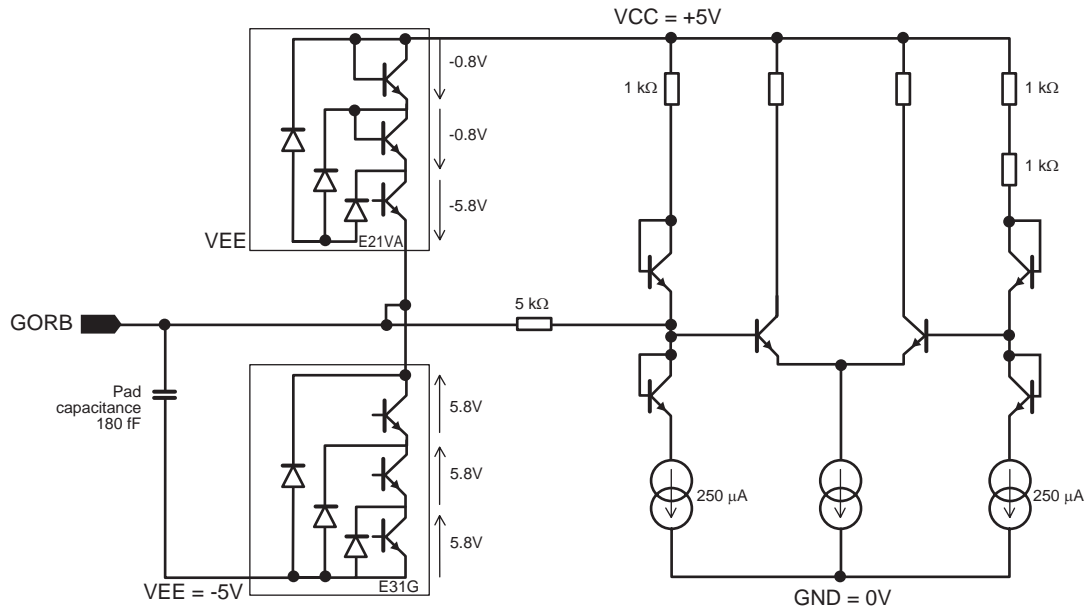 VCC = +5V
-0.8V
1 kΩ
1 kΩ
-0.8V
1 kΩ
-5.8V
VEE
E21VA
5 kΩ
GORB
Pad
capacitance
180 fF
5.8V
5.8V
250 μA
250 μA
5.8V
E31G
VEE = -5V
GND = 0V